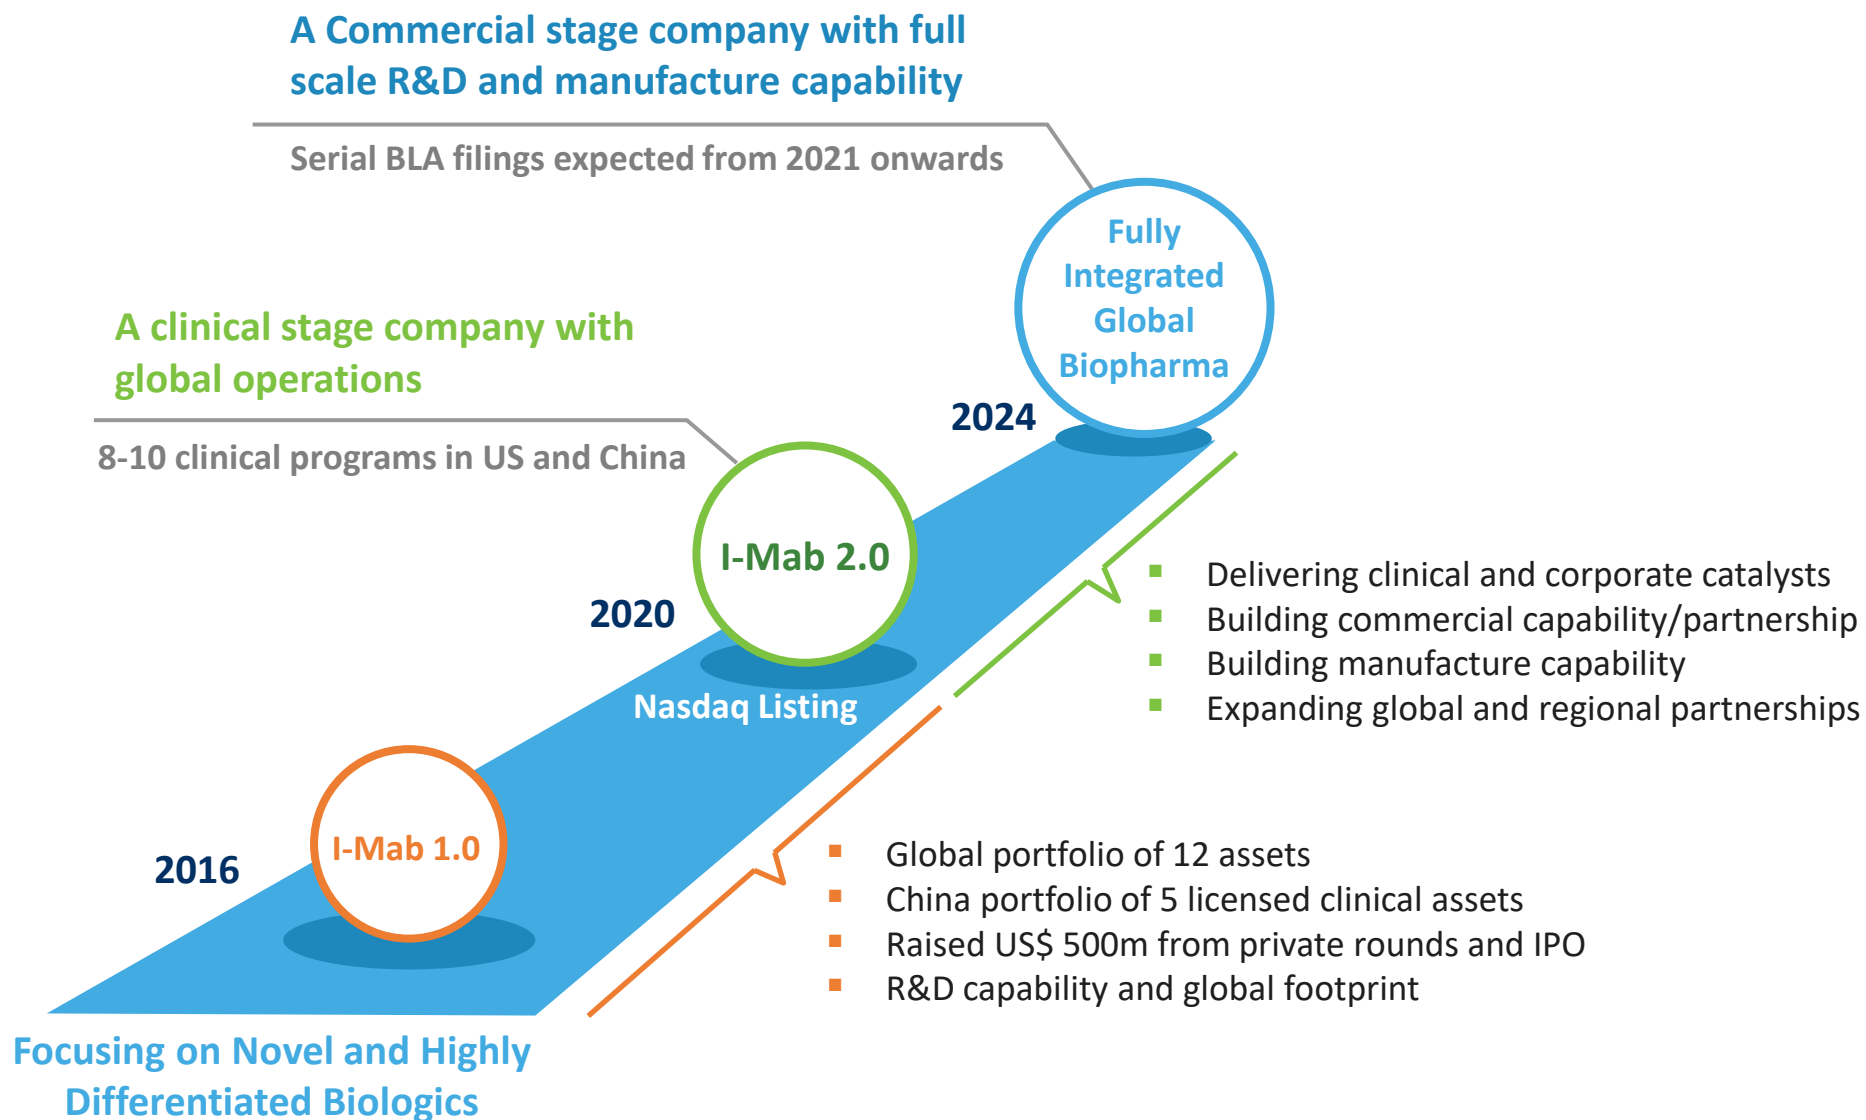 A Commercial stage company with full
scale R&D and manufacture capability
Serial BLA filings expected from 2021 onwards
Fully
Integrated
Global
Biopharma
A clinical stage company with
global operations
2024
8-10 clinical programs in US and China
I-Mab 2.0
2020
Nasdaq Listing
▪ Delivering clinical and corporate catalysts
▪ Building commercial capability/partnership
▪ Building manufacture capability
▪ Expanding global and regional partnerships
I-Mab 1.0
2016
▪ Global portfolio of 12 assets
▪ China portfolio of 5 licensed clinical assets
▪ Raised US$ 500m from private rounds and IPO
▪ R&D capability and global footprint
Focusing on Novel and Highly
Differentiated Biologics